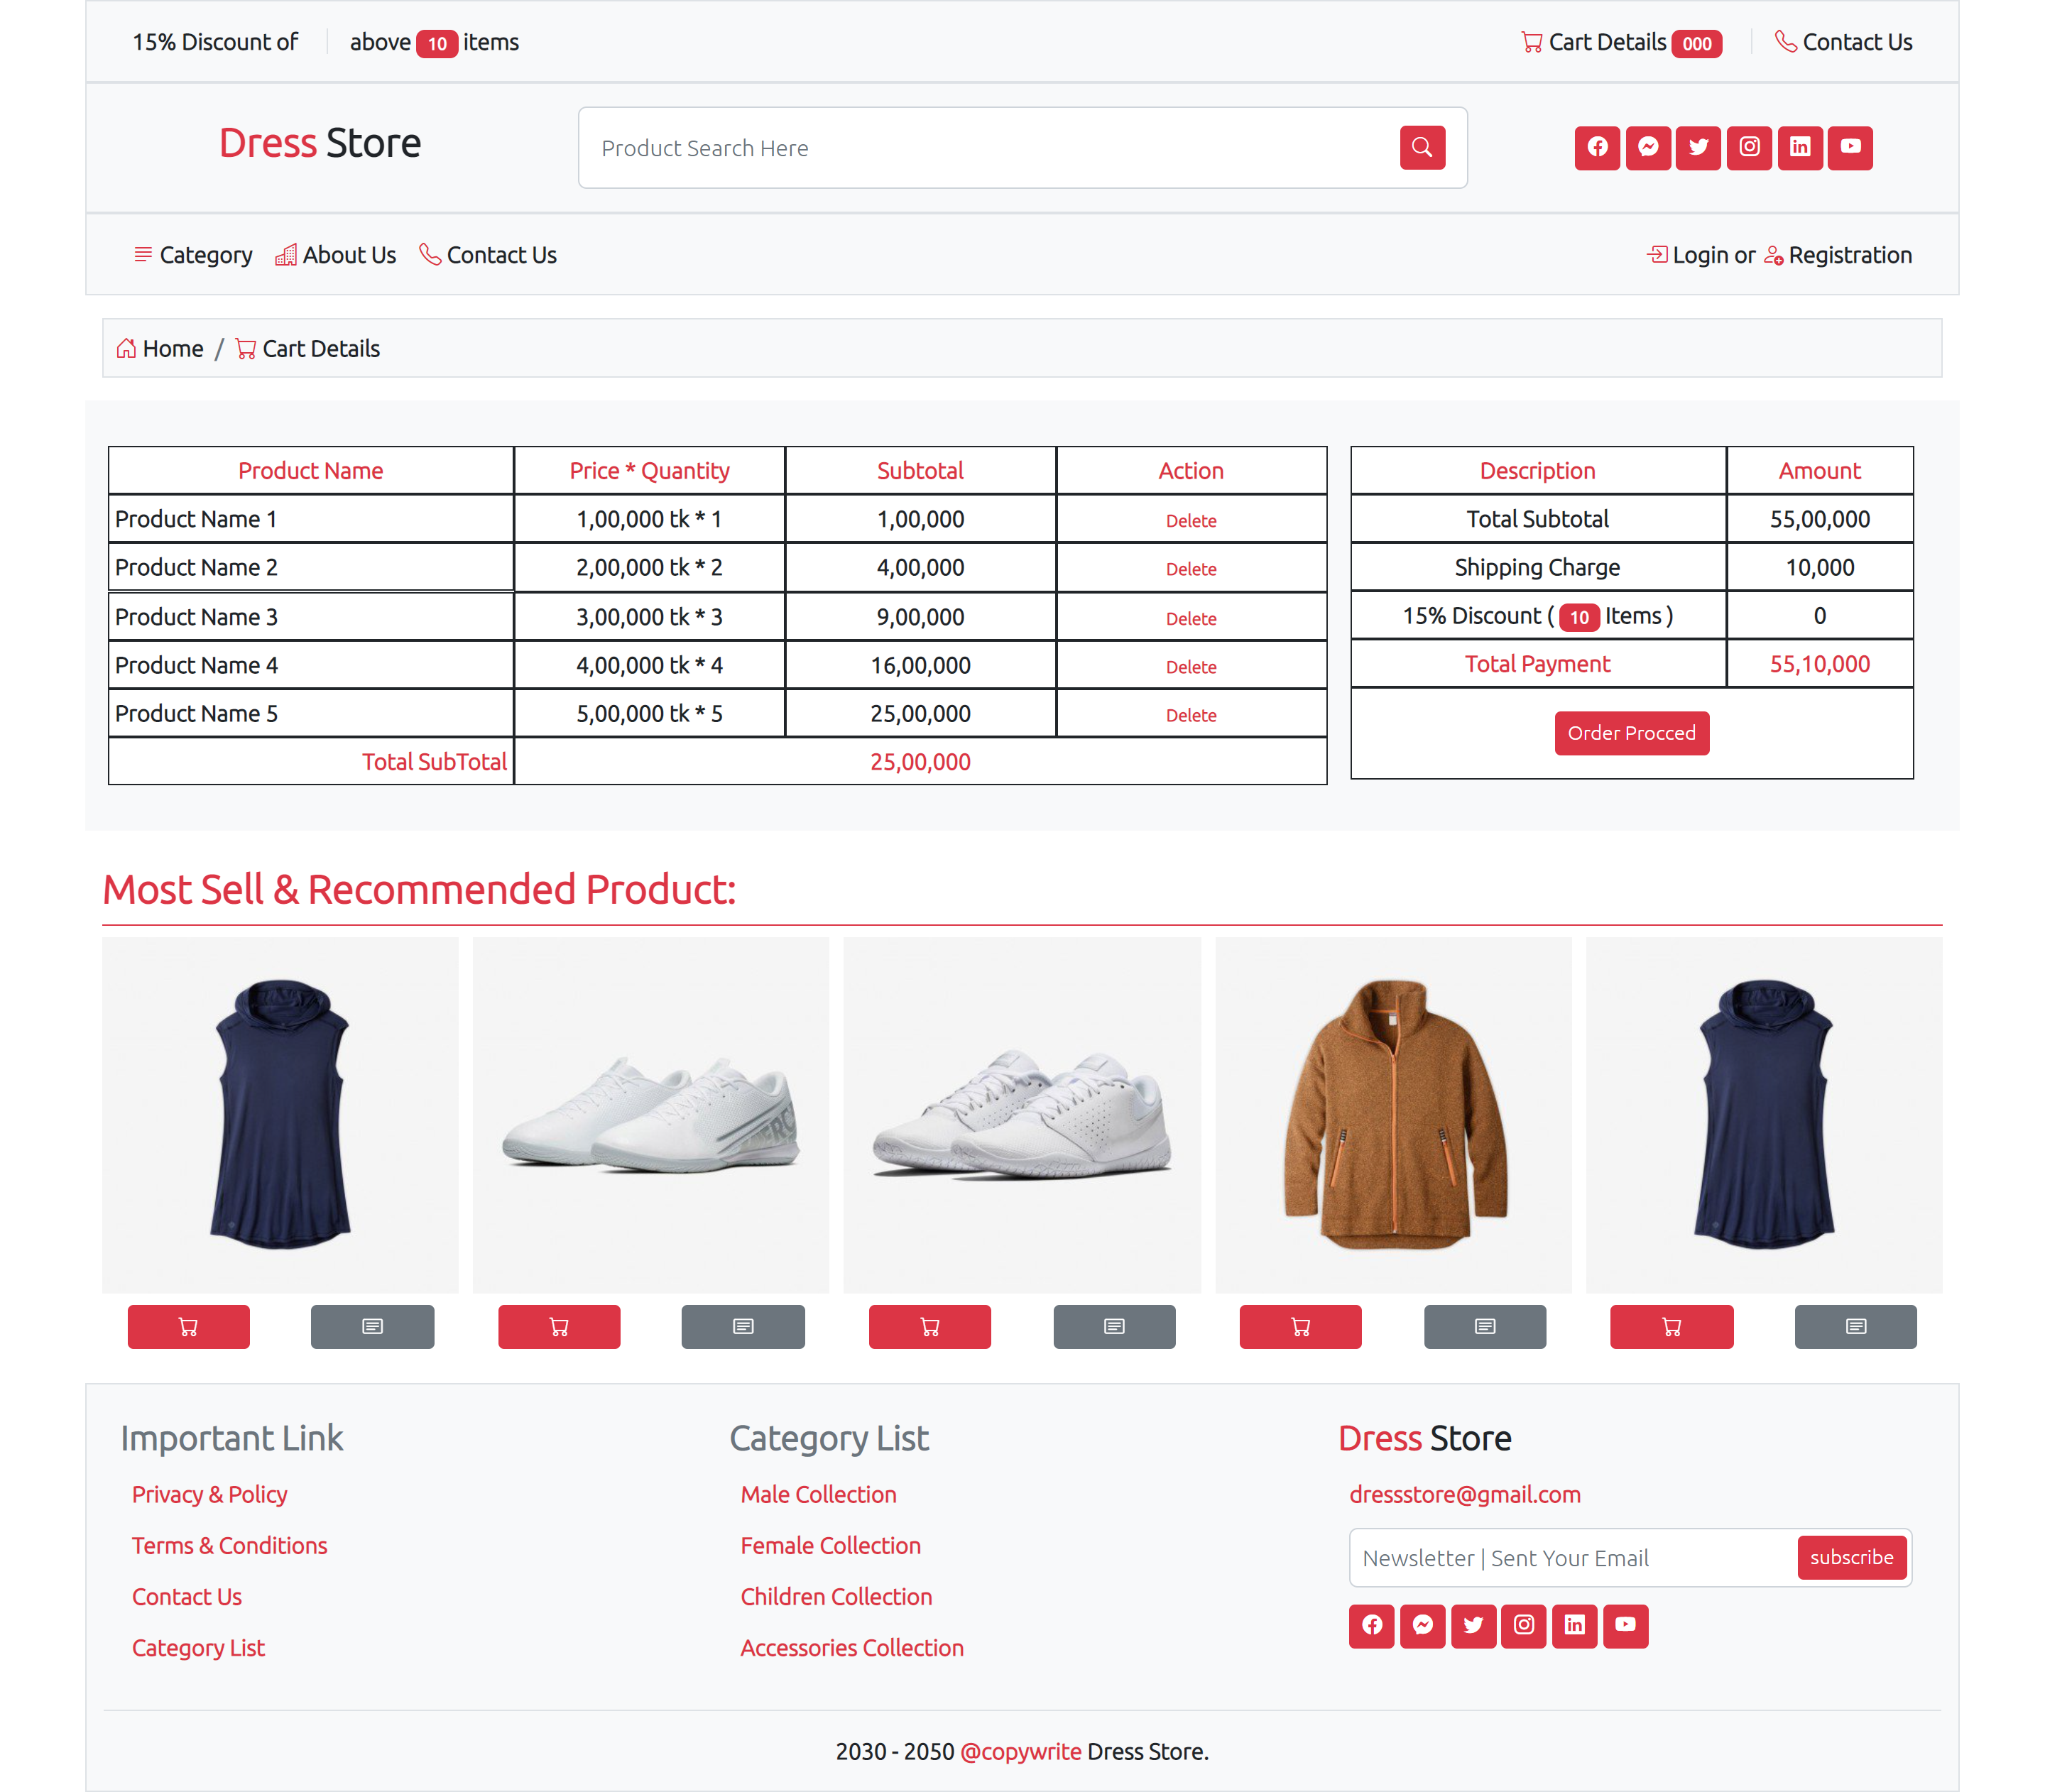 15% Discount of above 10 items Cart Details 000 Contact Us
Dress Store Product Search Here
Category About Us Contact Us Login or Registration
Home / Cart Details
Product Name Price * Quantity Subtotal Action
Product Name 1 1,00,000 tk * 1 1,00,000 Delete
Product Name 2 2,00,000 tk * 2 4,00,000 Delete
Product Name 3 3,00,000 tk * 3 9,00,000 Delete
Product Name 4 4,00,000 tk * 4 16,00,000 Delete
Product Name 5 5,00,000 tk * 5 25,00,000 Delete
Total SubTotal 25,00,000
Description Amount
Total Subtotal 55,00,000
Shipping Charge 10,000
15% Discount ( 10 Items ) 0
Total Payment 55,10,000
Order Procced
Most Sell & Recommended Product:
Important Link
Privacy & Policy
Terms & Conditions
Contact Us
Category List
Category List
Male Collection
Female Collection
Children Collection
Accessories Collection
Dress Store
dressstore@gmail.com
Newsletter | Sent Your Email subscribe
2030 - 2050 @copywrite Dress Store.